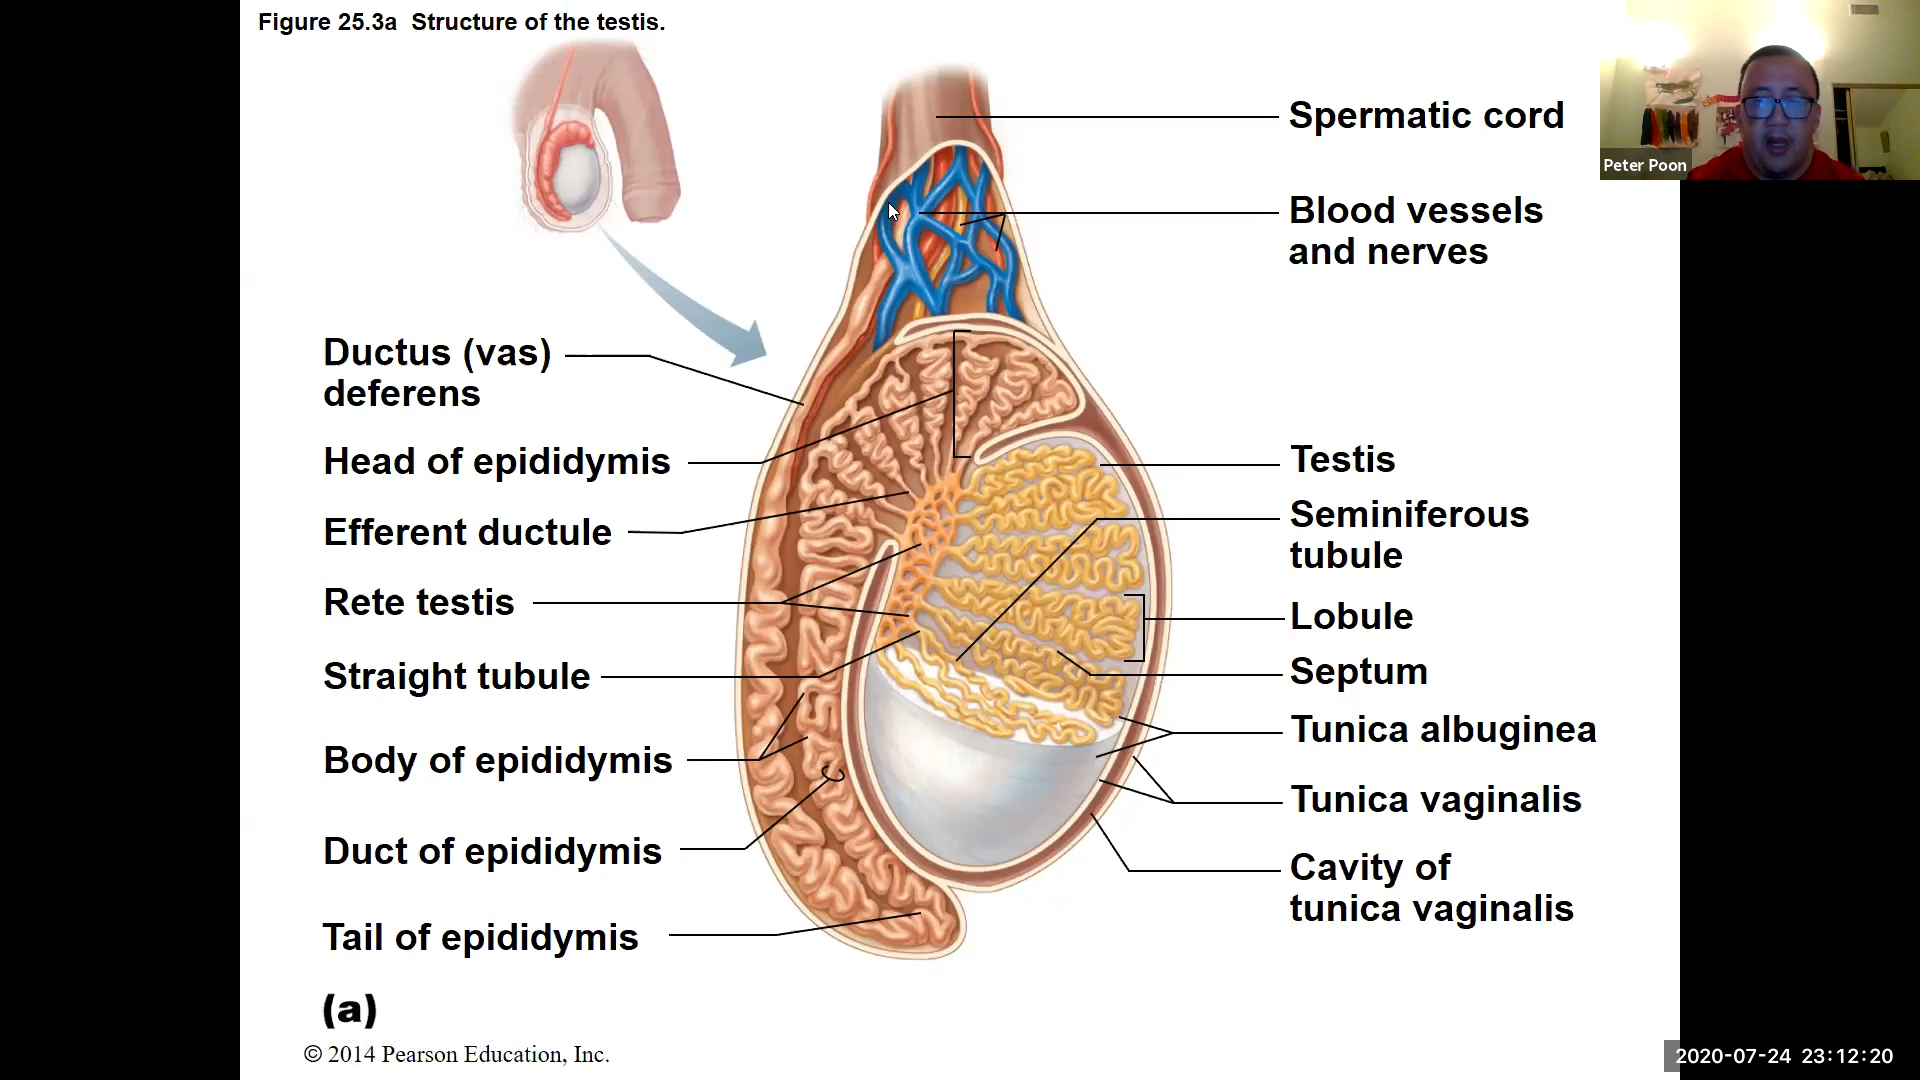 Figure 25.3a  Structure of the testis.
Spermatic cord
Peter Poon
Blood vessels
and nerves
Ductus (vas)
deferens
Head of epididymis
Efferent ductule
Rete testis
Straight tubule
Body of epididymis
Duct of epididymis
Tail of epididymis
Testis
Seminiferous
tubule
Lobule
Septum
Tunica albuginea
Tunica vaginalis
Cavity of
tunica vaginalis
(a)
© 2014 Pearson Education, Inc.
2020-07-24 23:12:20